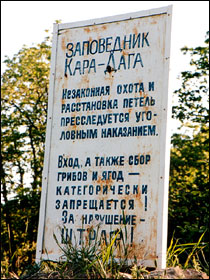 ЗАПОВЕДНИК
КАРА-ДАГА
НЕЗАКОННАЯ ОХОТА И
РАССТАНОВКА ПЕТЕЛЬ
ПРЕССЛЕДУЕТСЯ УГО-
ЛОВНЫМ НАКАЗАНИЕМ.
ВХОД, А ТАКЖЕ СБОР
ГРИБОВ И ЯГОД —
КАТЕГОРИЧЕСКИ
ЗАПРЕЩАЕТСЯ !
ЗА НАРУШЕНИЕ-
ШТРАФ!